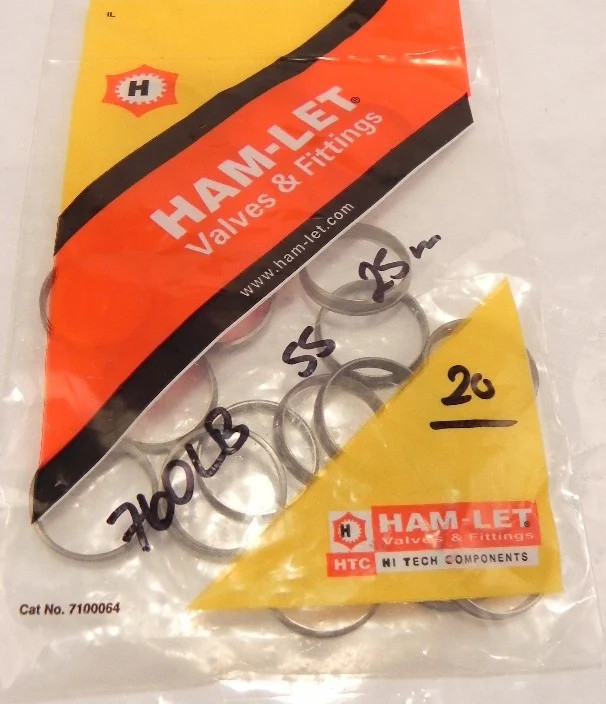 IL
H
HAM-LET®
Valves & Fittings
www.ham-let.com
25m
SS
20
760LB
H HAM-LET®
Valves & Fittings
HTC HI TECH COMPONENTS
Cat No. 7100064